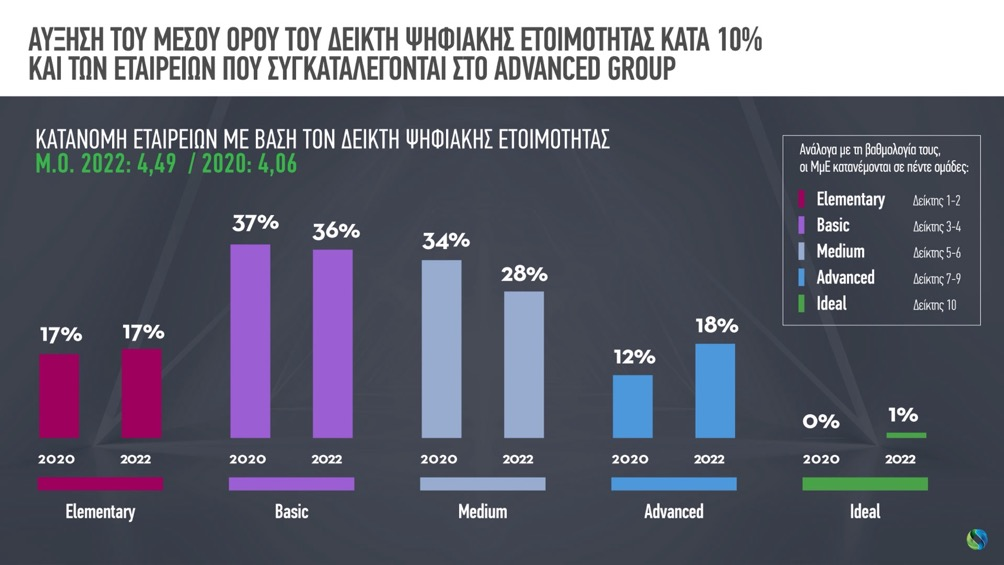 ΑΥΞΗΣΗ ΤΟΥ ΜΕΣΟΥ ΟΡΟΥ ΤΟΥ ΔΕΙΚΤΗ ΨΗΦΙΑΚΗΣ ΕΤΟΙΜΟΤΗΤΑΣ ΚΑΤΑ 10%
ΚΑΙ ΤΩΝ ΕΤΑΙΡΕΙΩΝ ΠΟΥ ΣΥΓΚΑΤΑΛΕΓΟΝΤΑΙ ΣΤΟ ADVANCED GROUP
ΚΑΤΑΝΟΜΗ ΕΤΑΙΡΕΙΩΝ ΜΕ ΒΑΣΗ ΤΟΝ ΔΕΙΚΤΗ ΨΗΦΙΑΚΗΣ ΕΤΟΙΜΟΤΗΤΑΣ
Μ.Ο. 2022: 4,49 / 2020: 4,06
Ανάλογα με τη βαθμολογία τους,
οι ΜμΕ κατανέμονται σε πέντε ομάδες:
Elementary Δείκτης 1-2
Basic Δείκτης 3-4
Medium Δείκτης 5-6
Advanced Δείκτης 7-9
Ideal Δείκτης 10
17% 17% 37% 36% 34% 28% 12% 18% 0% 1%
2020 2022 2020 2022 2020 2022 2020 2022 2020 2022
Elementary Basic Medium Advanced Ideal